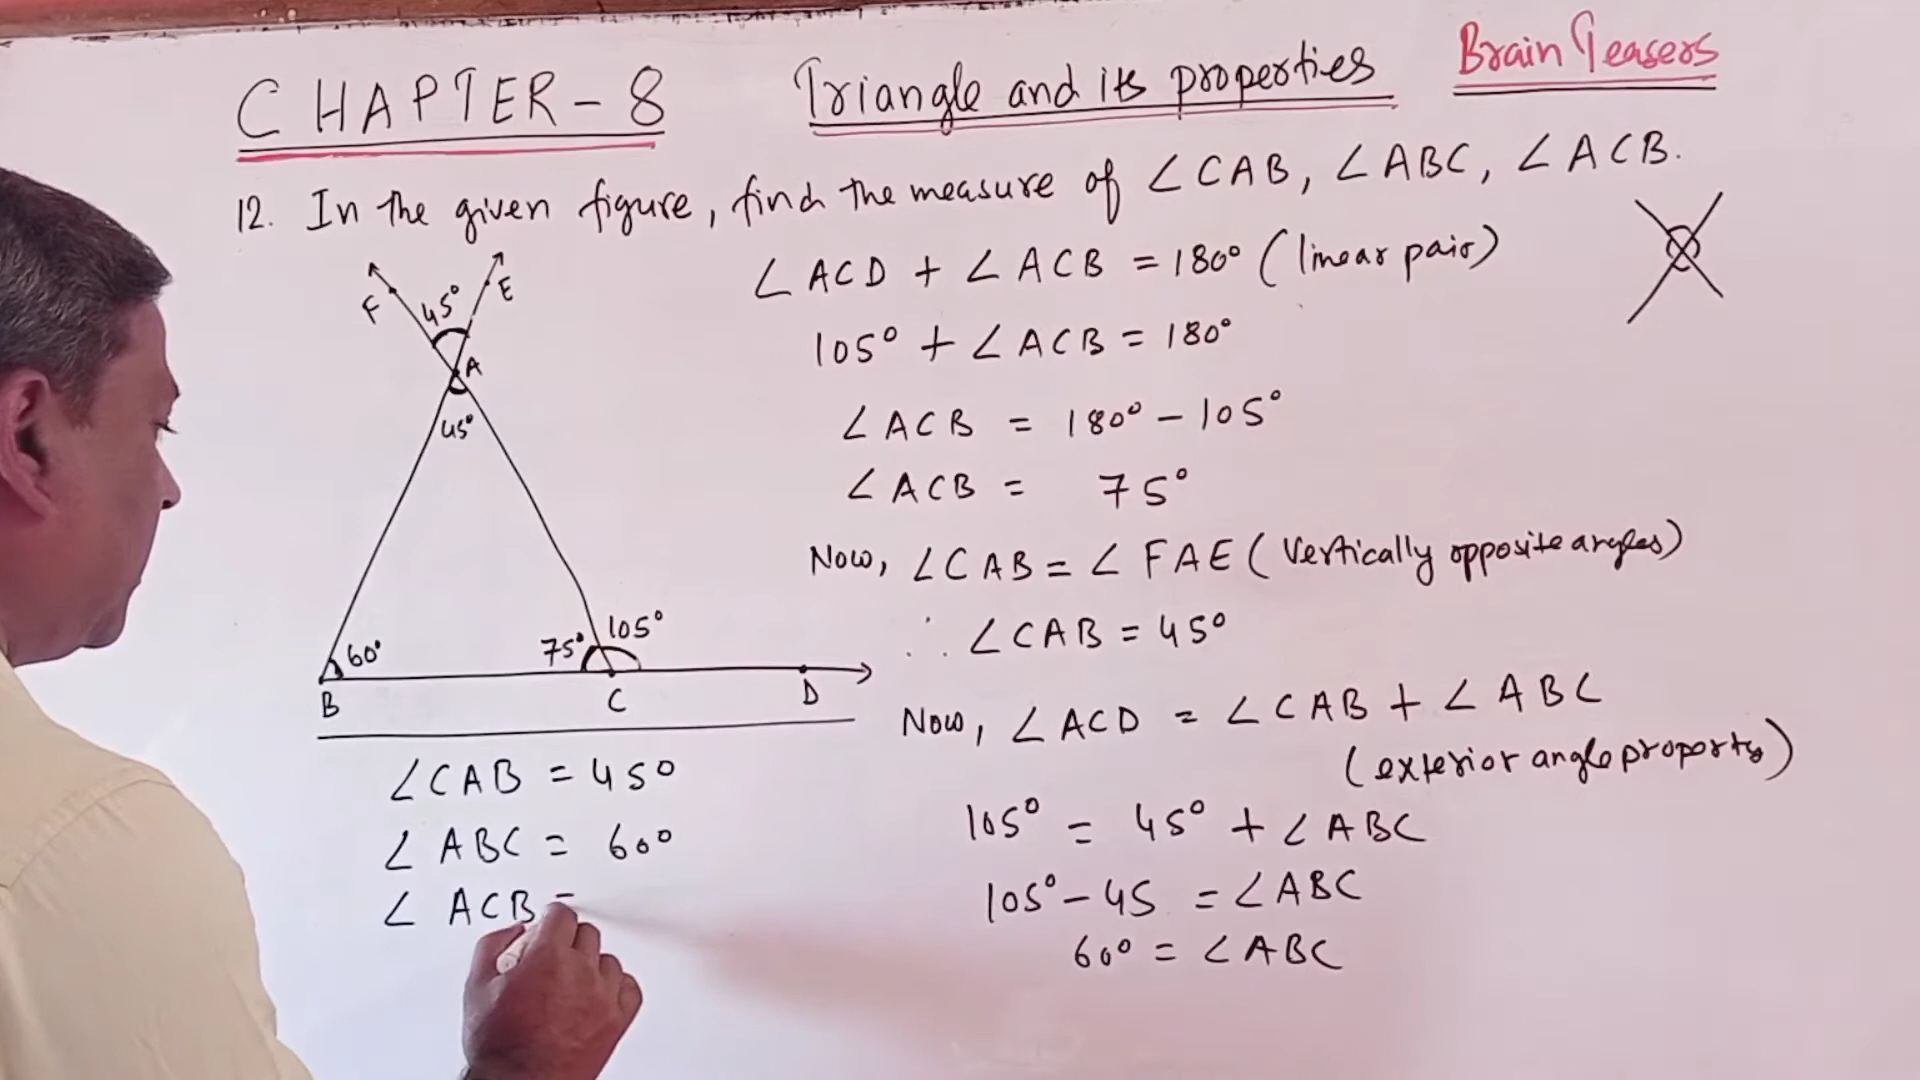 CHAPTER-8 Triangle and its properties Brain Teasers
12. In the given figure, find the measure of ∠CAB, ∠ABC, ∠ACB.
F 45° E
A
45°
60° 75° 105°
B C D
∠CAB = 45°
∠ABC = 60°
∠ACB =
∠ACD + ∠ACB = 180° (linear pair)
105° + ∠ACB = 180°
∠ACB = 180° - 105°
∠ACB = 75°
Now, ∠CAB = ∠FAE (Vertically opposite angles)
∴ ∠CAB = 45°
Now, ∠ACD = ∠CAB + ∠ABC
(exterior angle property)
105° = 45° + ∠ABC
105° - 45 = ∠ABC
60° = ∠ABC